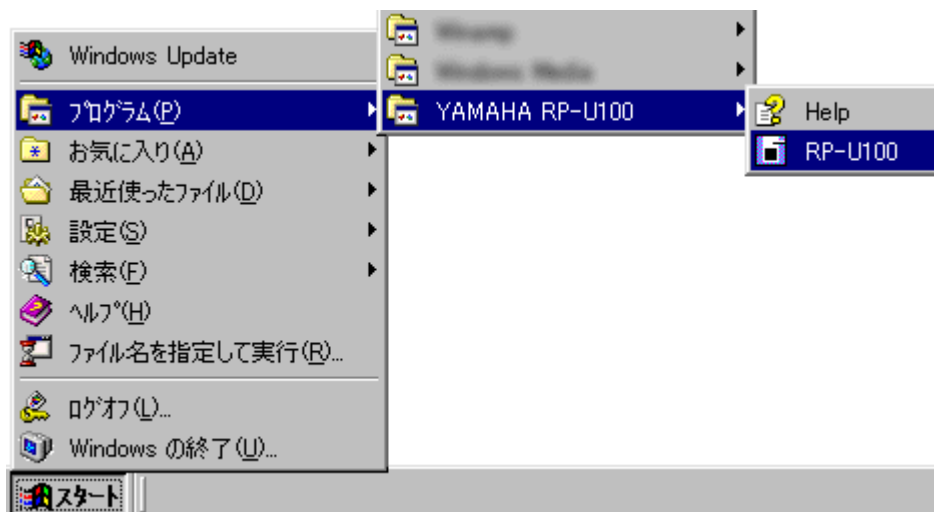 Windows Update
プログラム(P)
お気に入り(A)
最近使ったファイル(D)
設定(S)
検索(F)
ヘルプ(H)
ファイル名を指定して実行(R)...
ログオフ(L)...
Windows の終了(U)...
スタート
YAMAHA RP-U100
Help
RP-U100